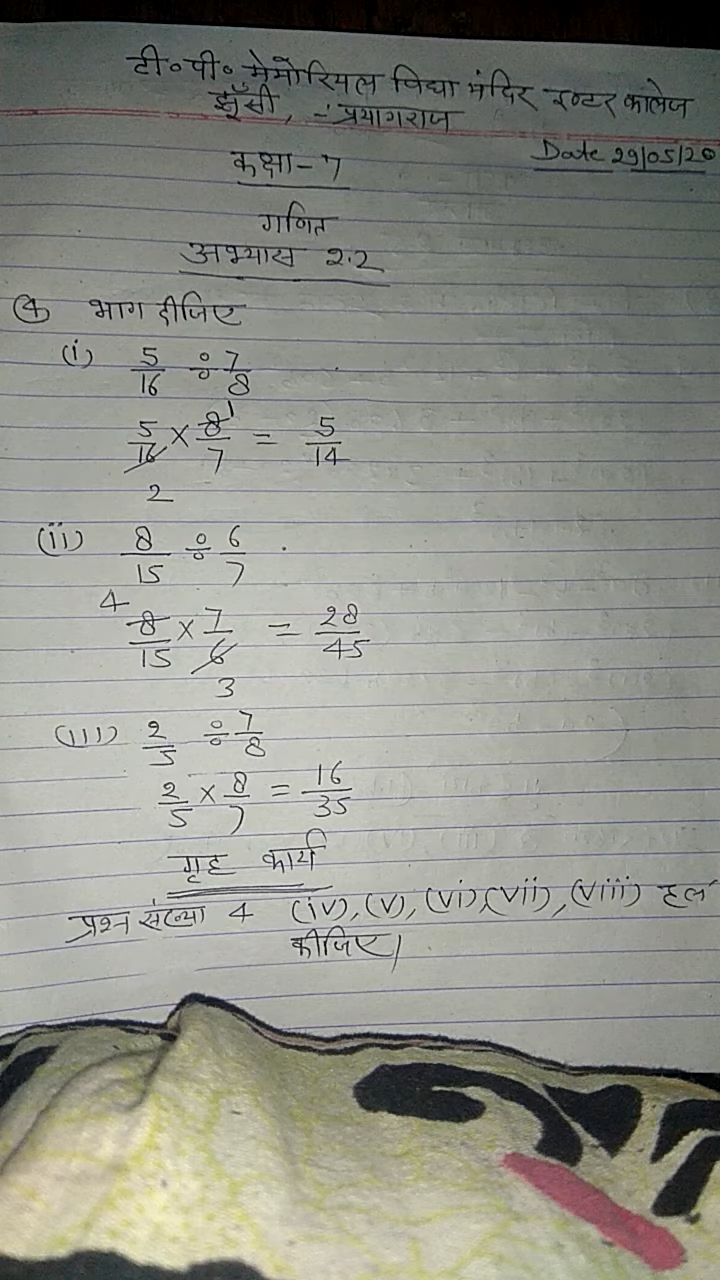 टी॰पी॰ मेमोरियल विद्या मंदिर इण्टर कालेज
झूँसी, - प्रयागराज
Date 29/05/20
कक्षा - 7
गणित
अभ्यास 2.2
④ भाग दीजिए
(i) 5/16 ÷ 7/8
5/16 × 8/7 = 5/14
1
2
(ii) 8/15 ÷ 6/7
4
8/15 × 7/6 = 28/45
3
(iii) 2/5 ÷ 7/8
2/5 × 8/7 = 16/35
गृह कार्य
प्रश्न संख्या 4 (iv), (v), (vi), (vii), (viii) हल
कीजिए।